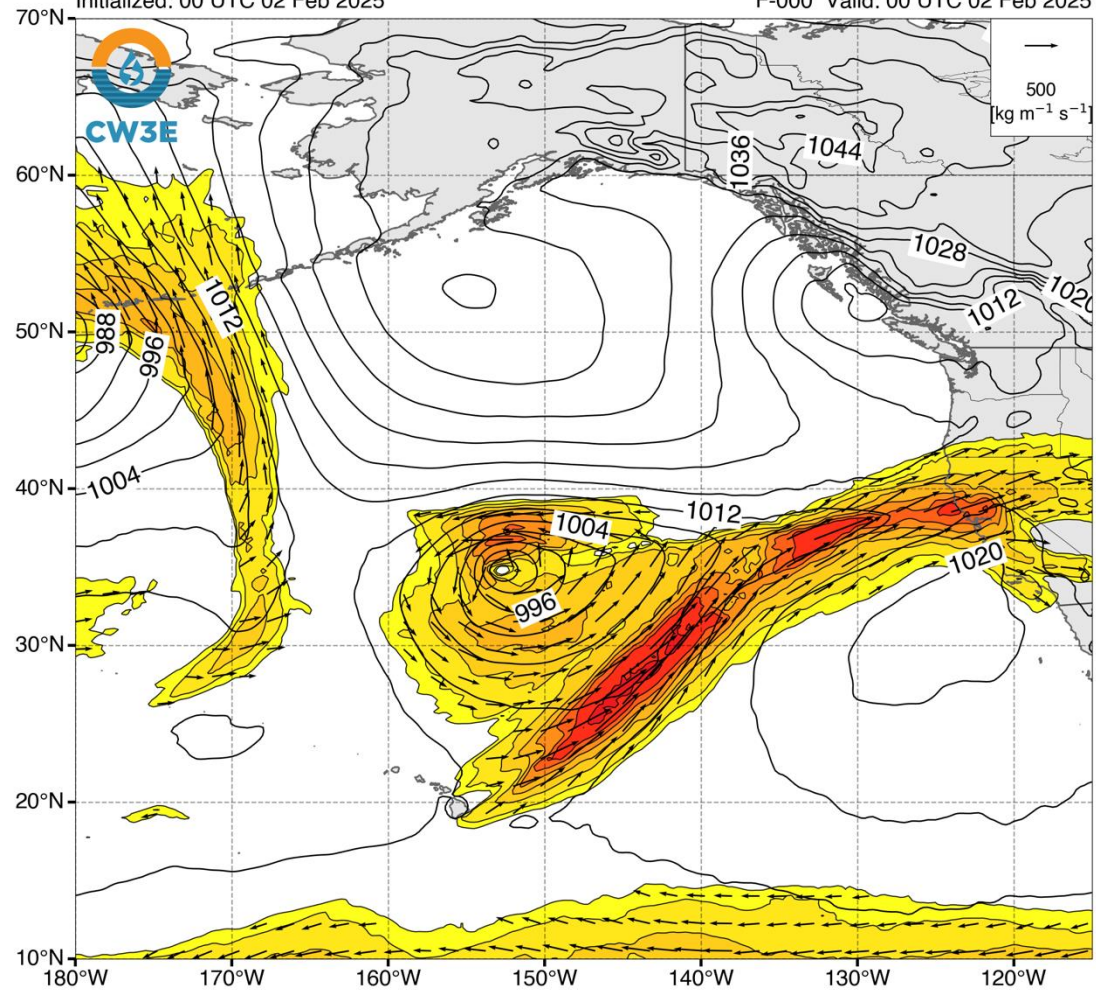 Initialized: 00 UTC 02 Feb 2025
F-000 Valid: 00 UTC 02 Feb 2025
70°N
CW3E
500
[kg m⁻¹ s⁻¹]
1044
1036
60°N
1028
1020
1012
1012
988
50°N
996
1004
40°N
1012
1004
1020
996
30°N
20°N
10°N
180°W
170°W
160°W
150°W
140°W
130°W
120°W